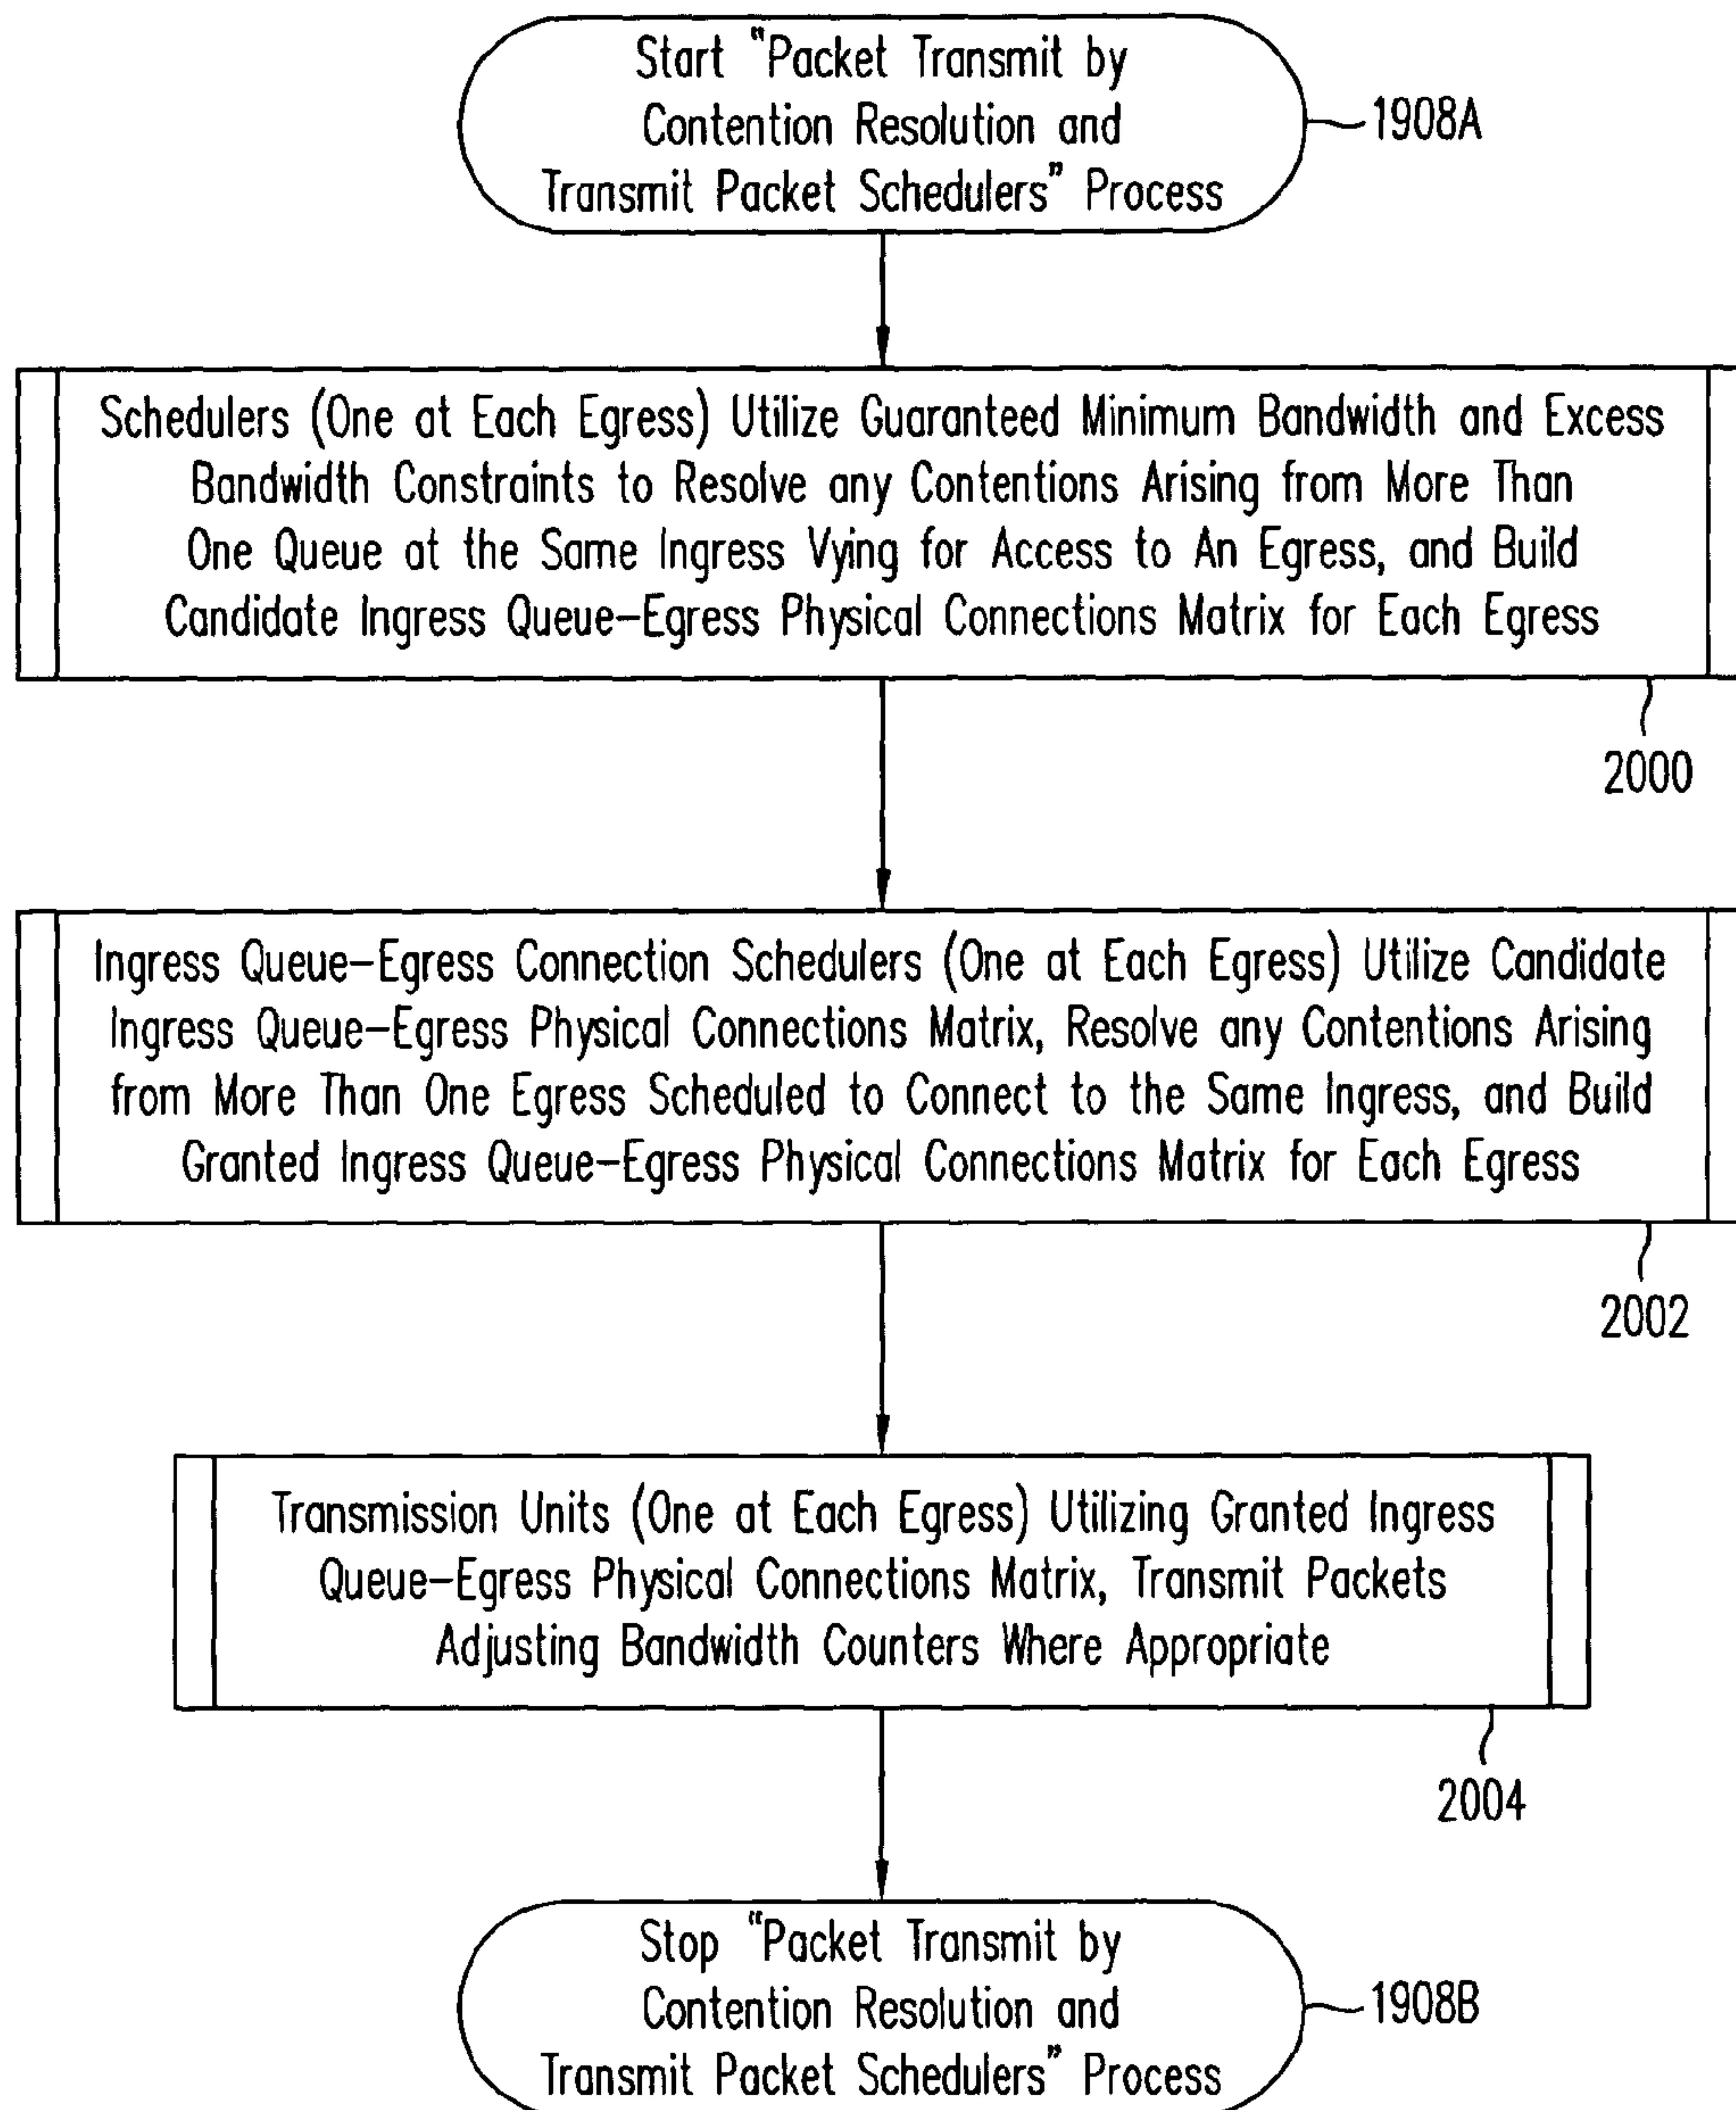 Start "Packet Transmit by
Contention Resolution and
Transmit Packet Schedulers" Process
1908A
Schedulers (One at Each Egress) Utilize Guaranteed Minimum Bandwidth and Excess
Bandwidth Constraints to Resolve any Contentions Arising from More Than
One Queue at the Same Ingress Vying for Access to An Egress, and Build
Candidate Ingress Queue-Egress Physical Connections Matrix for Each Egress
2000
Ingress Queue-Egress Connection Schedulers (One at Each Egress) Utilize Candidate
Ingress Queue-Egress Physical Connections Matrix, Resolve any Contentions Arising
from More Than One Egress Scheduled to Connect to the Same Ingress, and Build
Granted Ingress Queue-Egress Physical Connections Matrix for Each Egress
2002
Transmission Units (One at Each Egress) Utilizing Granted Ingress
Queue-Egress Physical Connections Matrix, Transmit Packets
Adjusting Bandwidth Counters Where Appropriate
2004
Stop "Packet Transmit by
Contention Resolution and
Transmit Packet Schedulers" Process
1908B